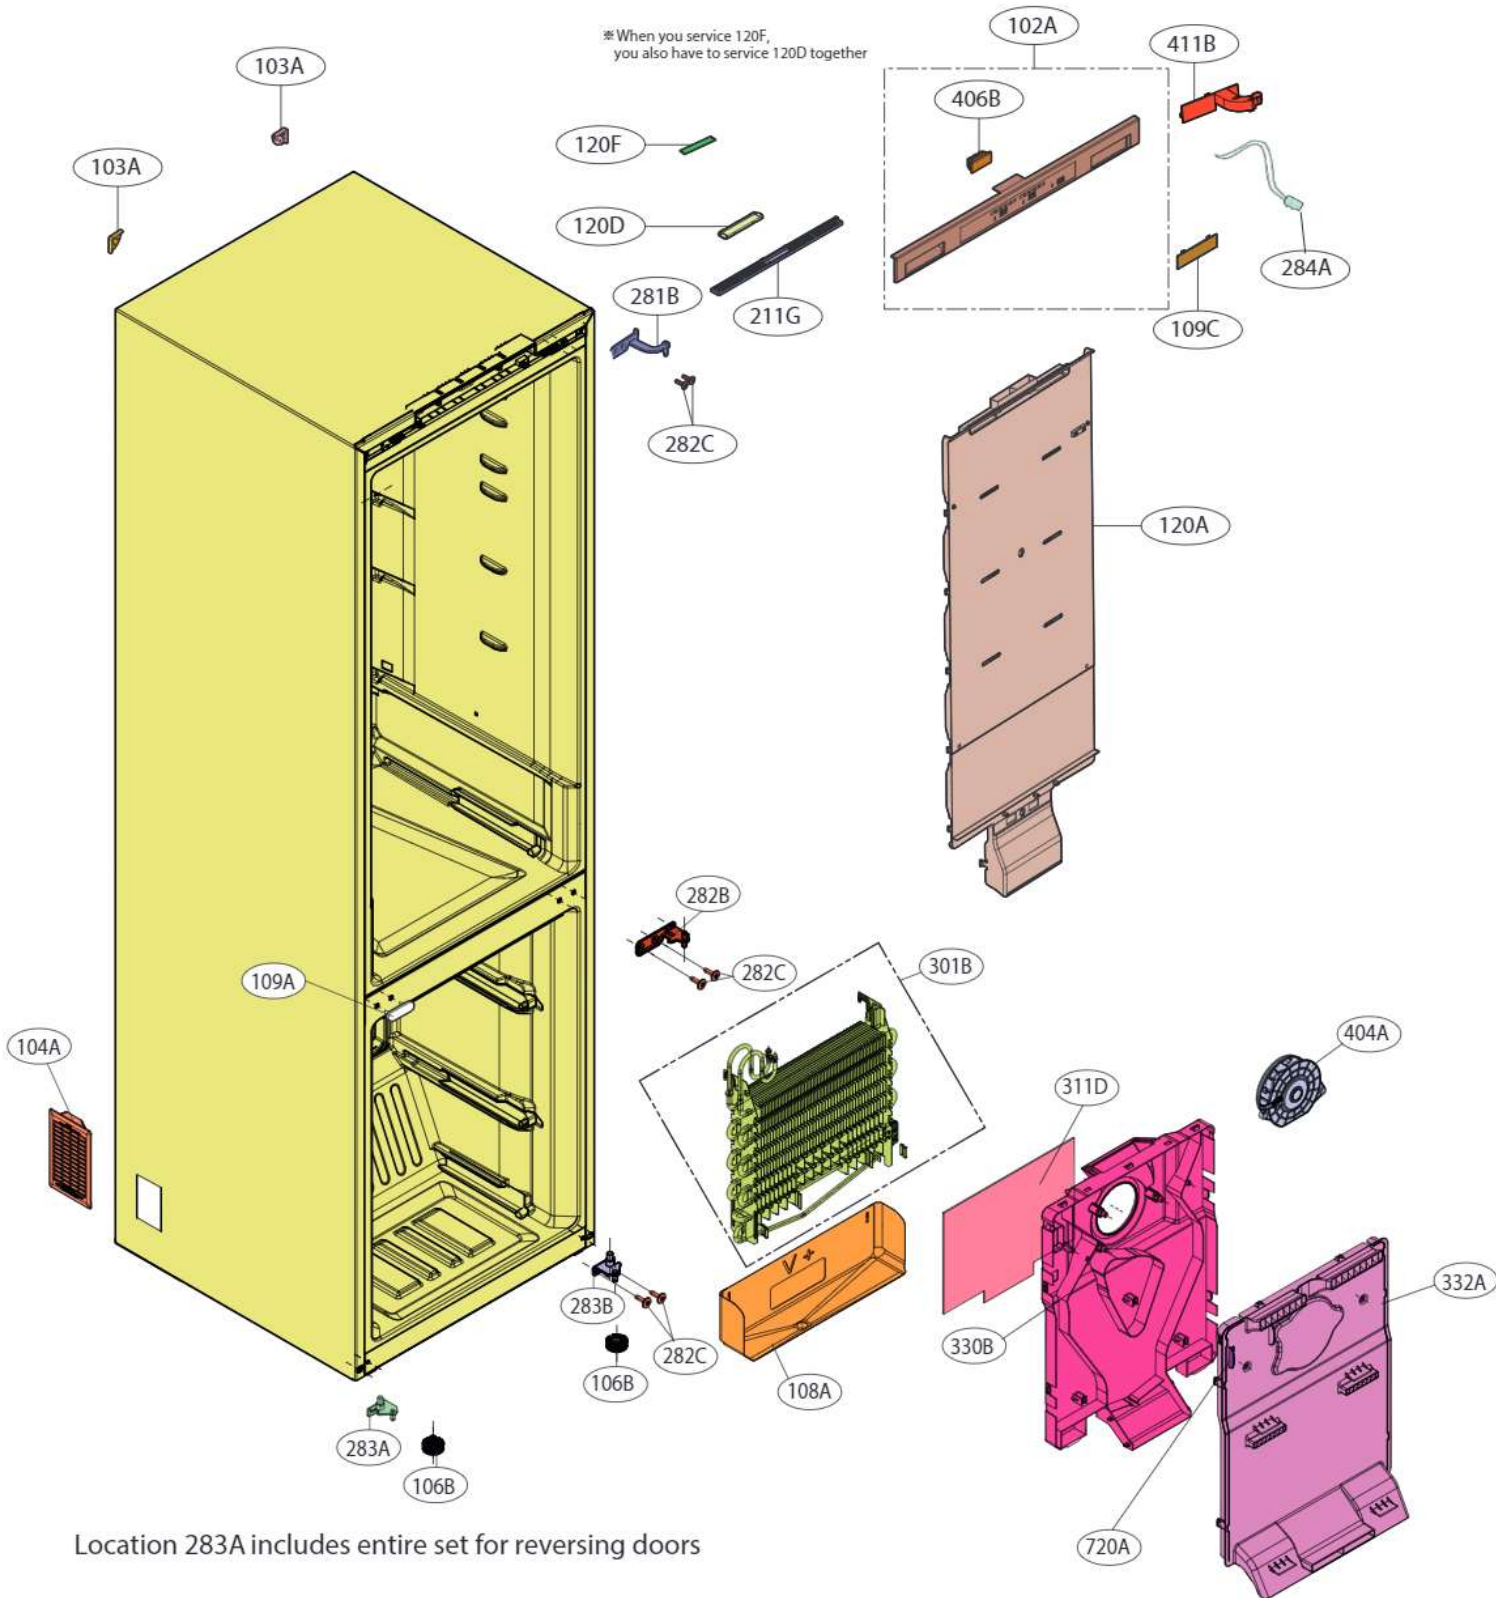 ※When you service 120F,
you also have to service 120D together
102A
411B
103A
406B
120F
103A
120D
284A
281B
211G
109C
282C
120A
282B
301B
282C
109A
404A
104A
311D
332A
283B
330B
282C
106B
108A
283A
106B
720A
Location 283A includes entire set for reversing doors